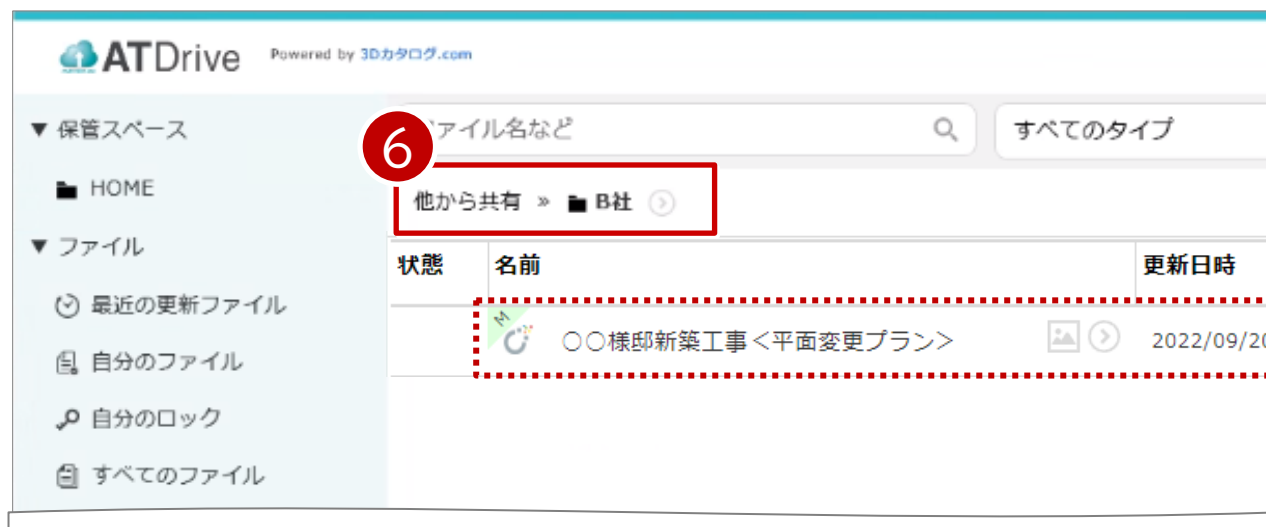 ATDrive Powered by 3Dカタログ.com
▼ 保管スペース
HOME
▼ ファイル
最近の更新ファイル
自分のファイル
自分のロック
すべてのファイル
6
ァイル名など
すべてのタイプ
他から共有 » B社
状態 名前 更新日時
M
○○様邸新築工事<平面変更プラン> 2022/09/20